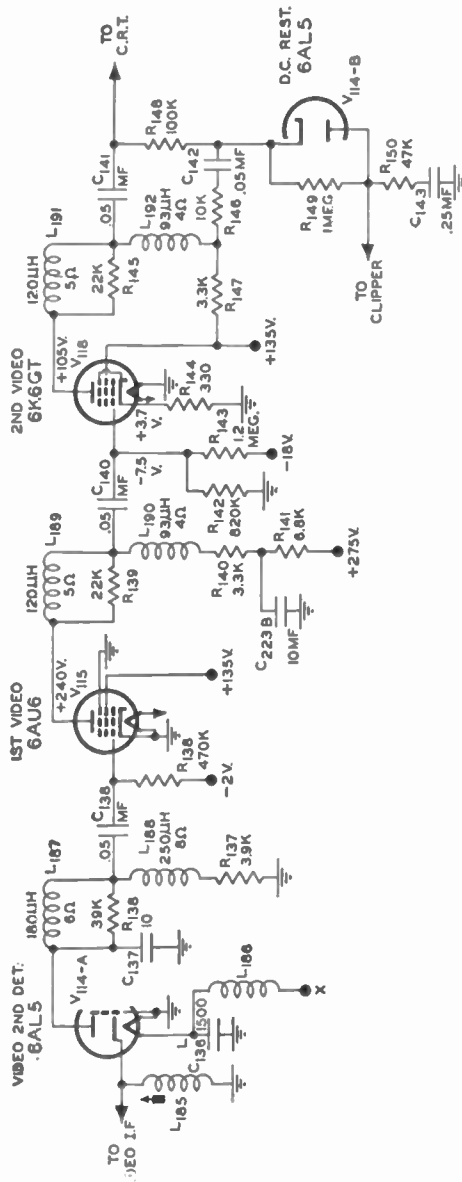 VIDEO 2ND DET.
6AL5
V114-A
TO
DEO I.F
L185
C136 1500
L186
X
180µH
6Ω
L187
39K
R138
C137
10
.05
C138
MF
L188
250µH
8Ω
R137
3.9K
1ST VIDEO
6AU6
V115
+240V.
R138
470K
-2V.
+135V.
120µH
5Ω
L189
22K
R139
.05
C140
MF
L190
93µH
4Ω
R140
3.3K
C223B
10MF
R141
6.8K
+275V.
2ND VIDEO
6K6GT
V118
+105V.
-7.5
V.
+3.7
V.
R142
820K
R143
1.2
MEG.
-18V.
R144
330
+135V.
120µH
5Ω
L191
22K
R145
L192
93µH
4Ω
3.3K
R147
.05
C141
MF
TO
C.R.T.
R148
100K
C142
.05MF
10K
R146
D.C. REST.
6AL5
V114-B
R149
1MEG
TO
CLIPPER
R150
47K
C143
.25MF